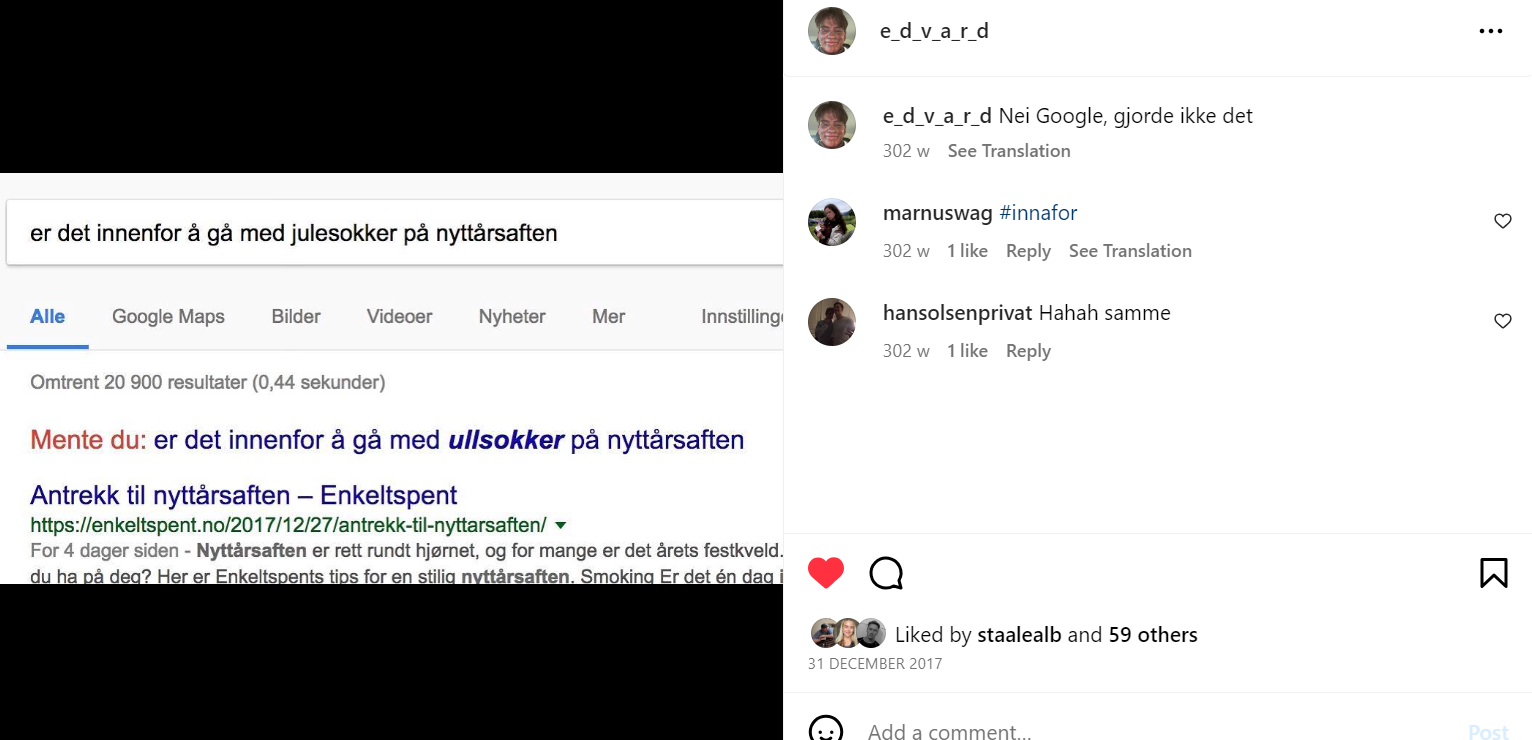 er det innenfor å gå med julesokker på nyttårsaften
Alle Google Maps Bilder Videoer Nyheter Mer
Omtrent 20 900 resultater (0,44 sekunder)
Mente du: er det innenfor å gå med ullsokker på nyttårsaften
Antrekk til nyttårsaften – Enkeltspent
https://enkeltspent.no/2017/12/27/antrekk-til-nyttarsaften/
For 4 dager siden - Nyttårsaften er rett rundt hjørnet, og for mange er det årets festkveld.
du ha på deg? Her er Enkeltspents tips for en stilig nyttårsaften. Smoking Er det én dag i
e_d_v_a_r_d
e_d_v_a_r_d Nei Google, gjorde ikke det
302 w See Translation
marnuswag #innafor
302 w 1 like Reply See Translation
hansolsenprivat Hahah samme
302 w 1 like Reply
Liked by staalealb and 59 others
31 DECEMBER 2017
Add a comment...
Post